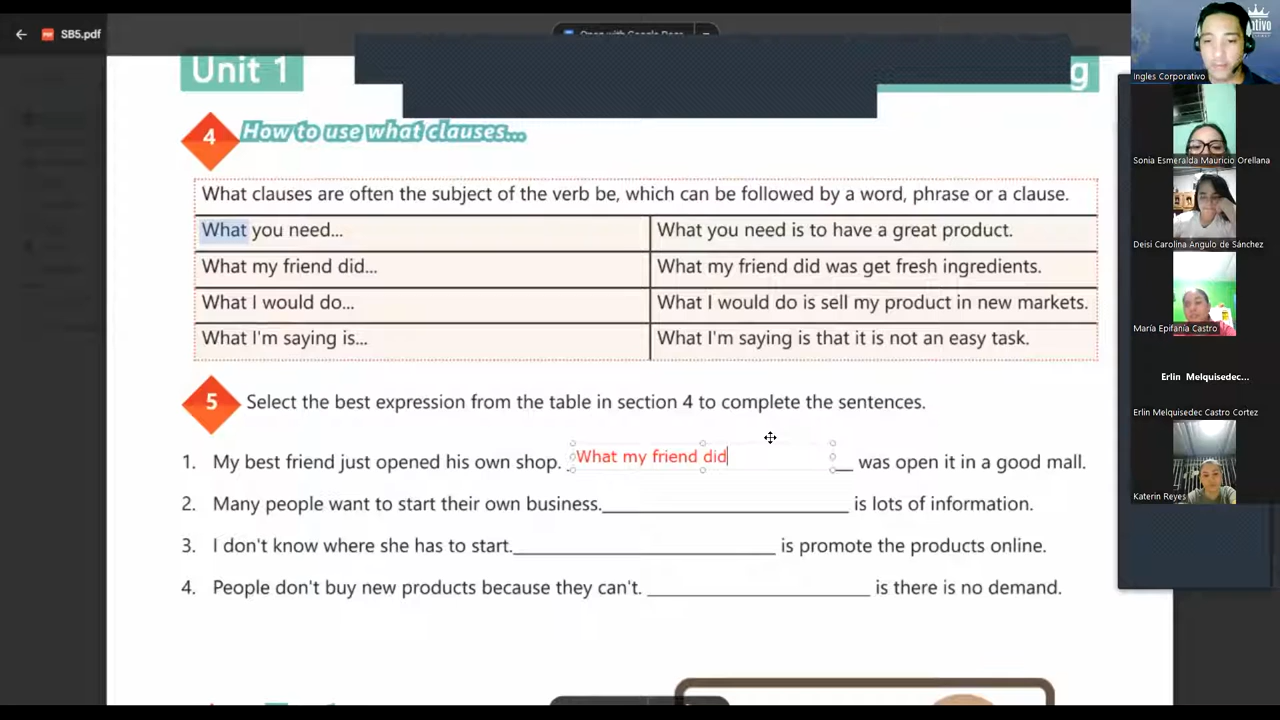 SB5.pdf
Open with Google Docs
Unit 1
g
4
How to use what clauses...
What clauses are often the subject of the verb be, which can be followed by a word, phrase or a clause.
What you need...
What you need is to have a great product.
What my friend did...
What my friend did was get fresh ingredients.
What I would do...
What I would do is sell my product in new markets.
What I'm saying is...
What I'm saying is that it is not an easy task.
5
Select the best expression from the table in section 4 to complete the sentences.
1. My best friend just opened his own shop. What my friend did__ was open it in a good mall.
2. Many people want to start their own business.____________________ is lots of information.
3. I don't know where she has to start.____________________ is promote the products online.
4. People don't buy new products because they can't. ____________________ is there is no demand.
Ingles Corporativo
Sonia Esmeralda Mauricio Orellana
Deisi Carolina Angulo de Sánchez
María Epifanía Castro
Erlin Melquisedec...
Erlin Melquisedec Castro Cortez
Katerin Reyes